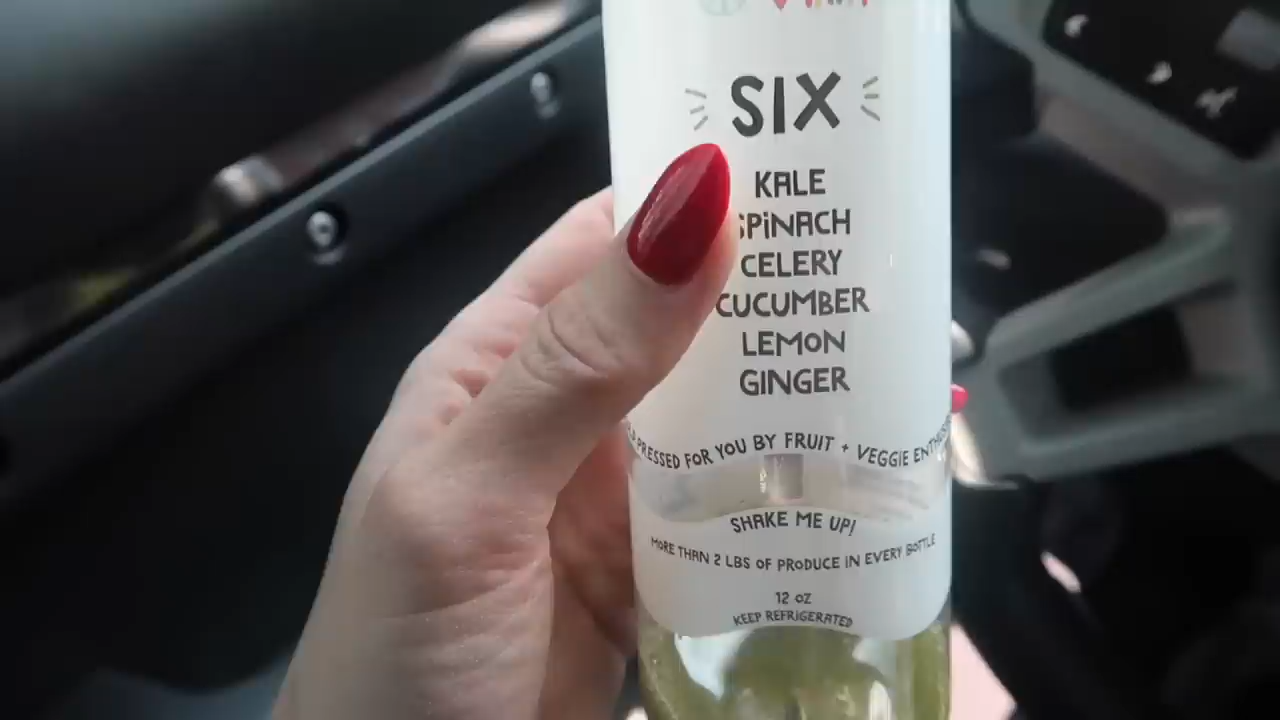 SIX
KALE
SPINACH
CELERY
CUCUMBER
LEMON
GINGER
PRESSED FOR YOU BY FRUIT + VEGGIE
SHAKE ME UP!
MORE THAN 2 LBS OF PRODUCE IN EVERY BOTTLE
12 OZ
KEEP REFRIGERATED